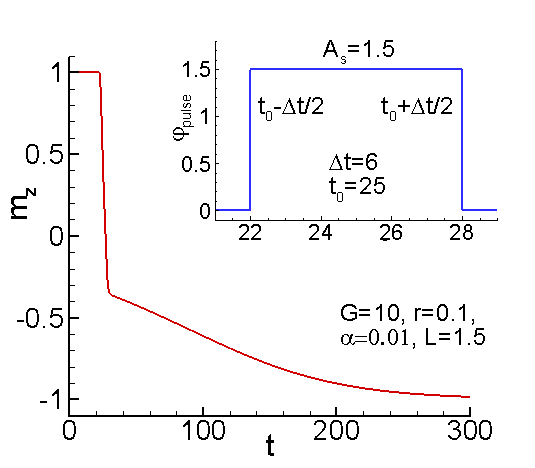 A_s=1.5
1.5
1
0.5
0
φ_pulse
t_0-Δt/2
t_0+Δt/2
Δt=6
t_0=25
22 24 26 28
1
0.5
0
-0.5
-1
m_z
G=10, r=0.1,
α=0.01, L=1.5
0 100 200 300
t